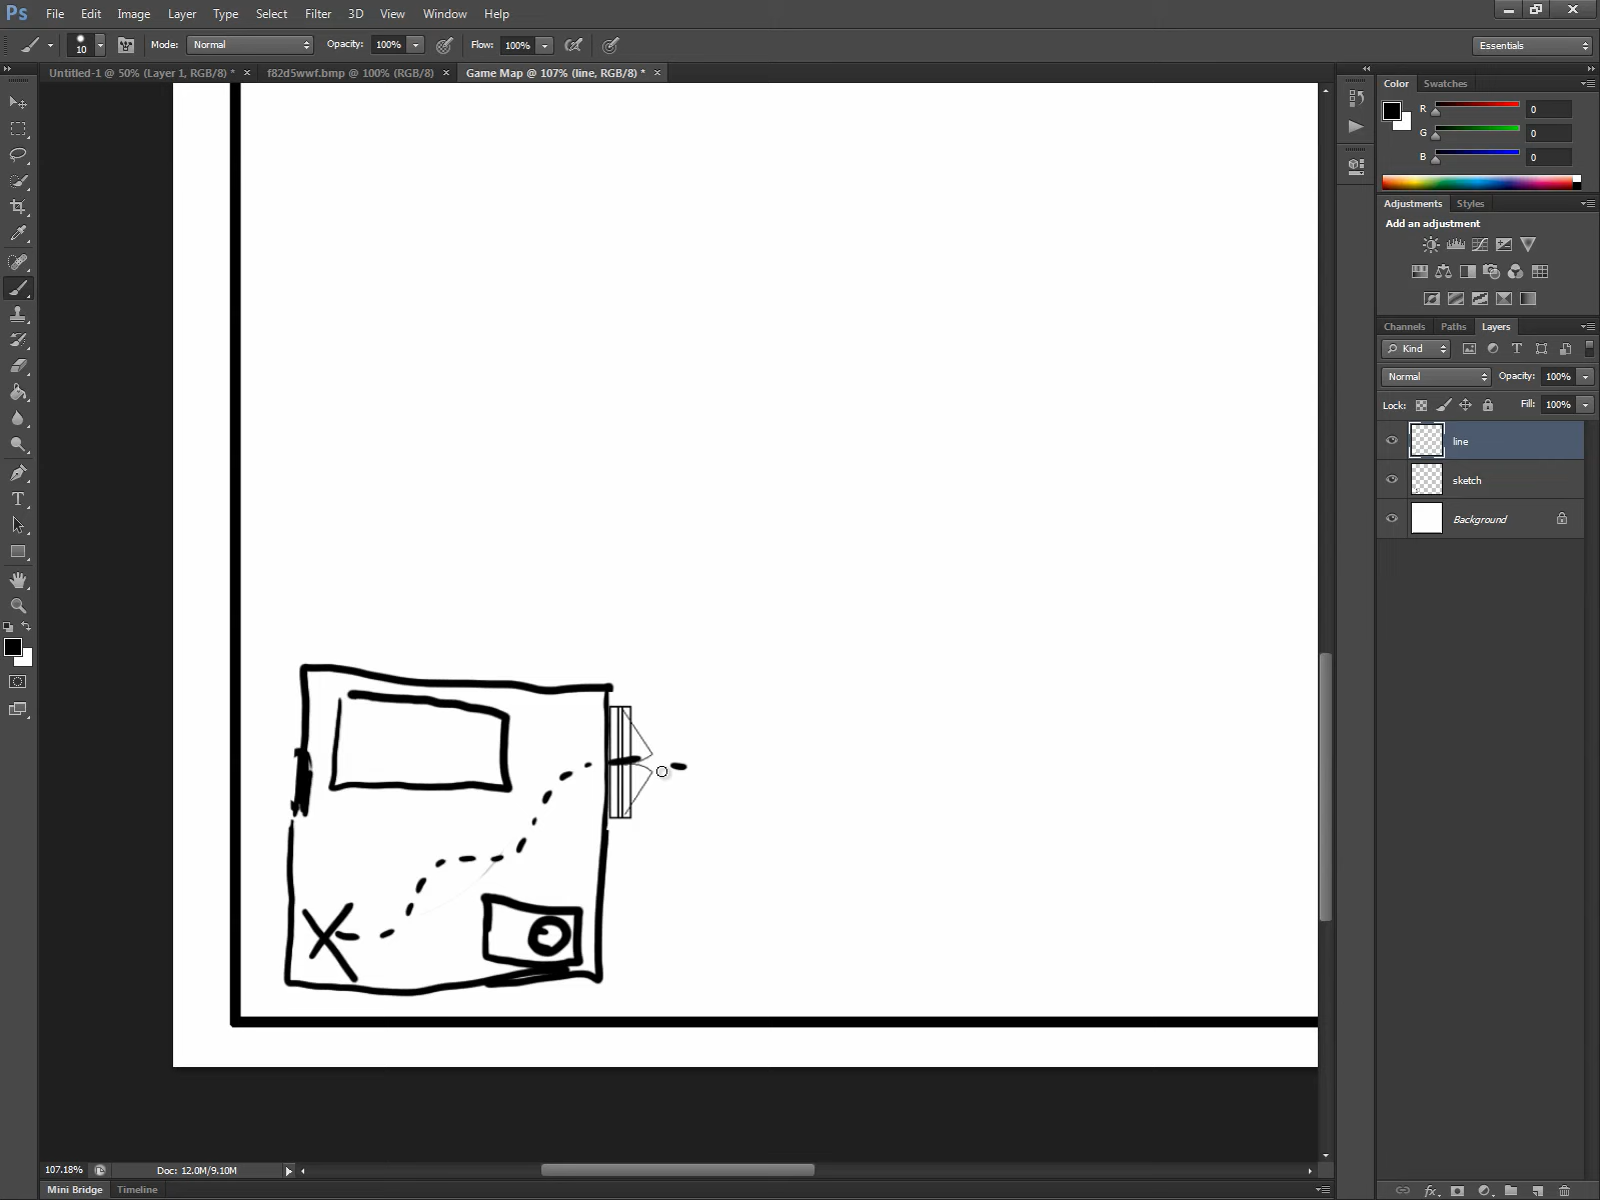 Ps File Edit Image Layer Type Select Filter 3D View Window Help
10 Mode: Normal Opacity: 100% Flow: 100% Essentials
Untitled-1 @ 50% (Layer 1, RGB/8) * × f82d5wwf.bmp @ 100% (RGB/8) × Game Map @ 107% (line, RGB/8) * ×
Color Swatches
R 0
G 0
B 0
Adjustments Styles
Add an adjustment
Channels Paths Layers
Kind
Normal Opacity: 100%
Lock: Fill: 100%
line
sketch
Background
107.18% Doc: 12.0M/9.10M
Mini Bridge Timeline